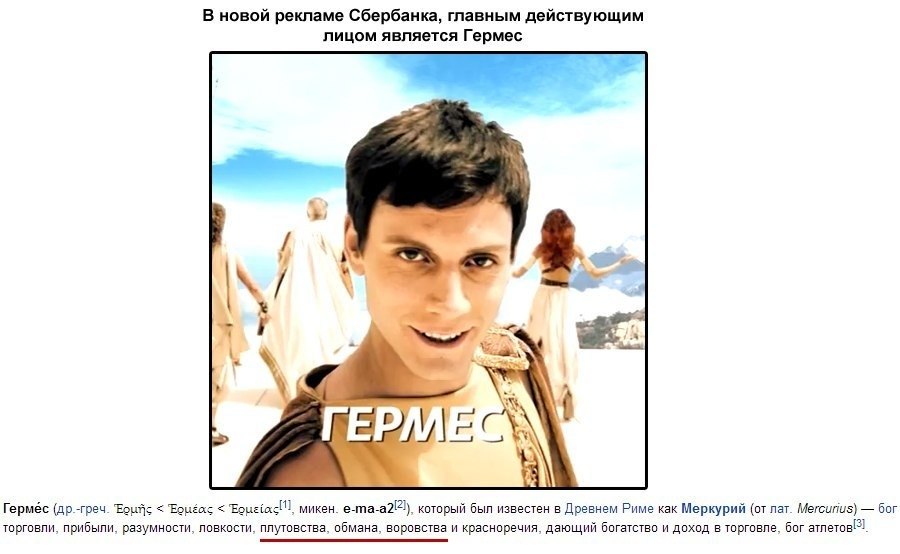 В новой рекламе Сбербанка, главным действующим
лицом является Гермес
ГЕРМЕС
Герме́с (др.-греч. Ἑρμῆς < Ἑρμέας < Ἑρμείας[1], микен. e-ma-a2[2]), который был известен в Древнем Риме как Меркурий (от лат. Mercurius) — бог
торговли, прибыли, разумности, ловкости, плутовства, обмана, воровства и красноречия, дающий богатство и доход в торговле, бог атлетов[3].